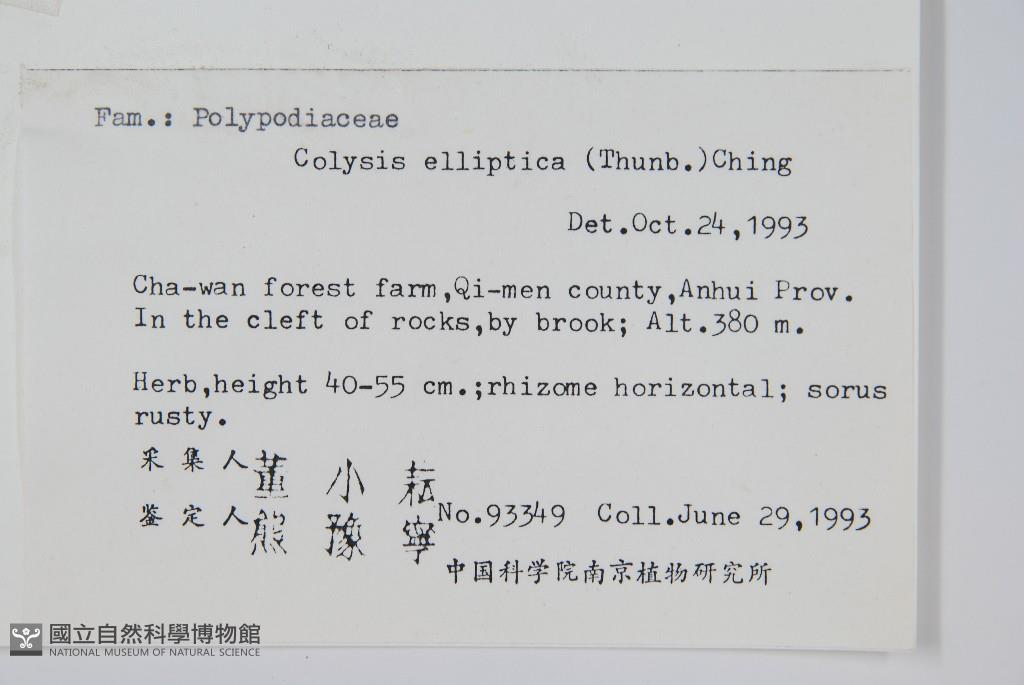 Fam.: Polypodiaceae
Colysis elliptica (Thunb.)Ching
Det.Oct.24,1993
Cha-wan forest farm,Qi-men county,Anhui Prov.
In the cleft of rocks,by brook; Alt.380 m.
Herb,height 40-55 cm.;rhizome horizontal; sorus
rusty.
采集人 董小耘
鉴定人 熊豫寧 No.93349 Coll.June 29,1993
中国科学院南京植物研究所
國立自然科學博物館
NATIONAL MUSEUM OF NATURAL SCIENCE